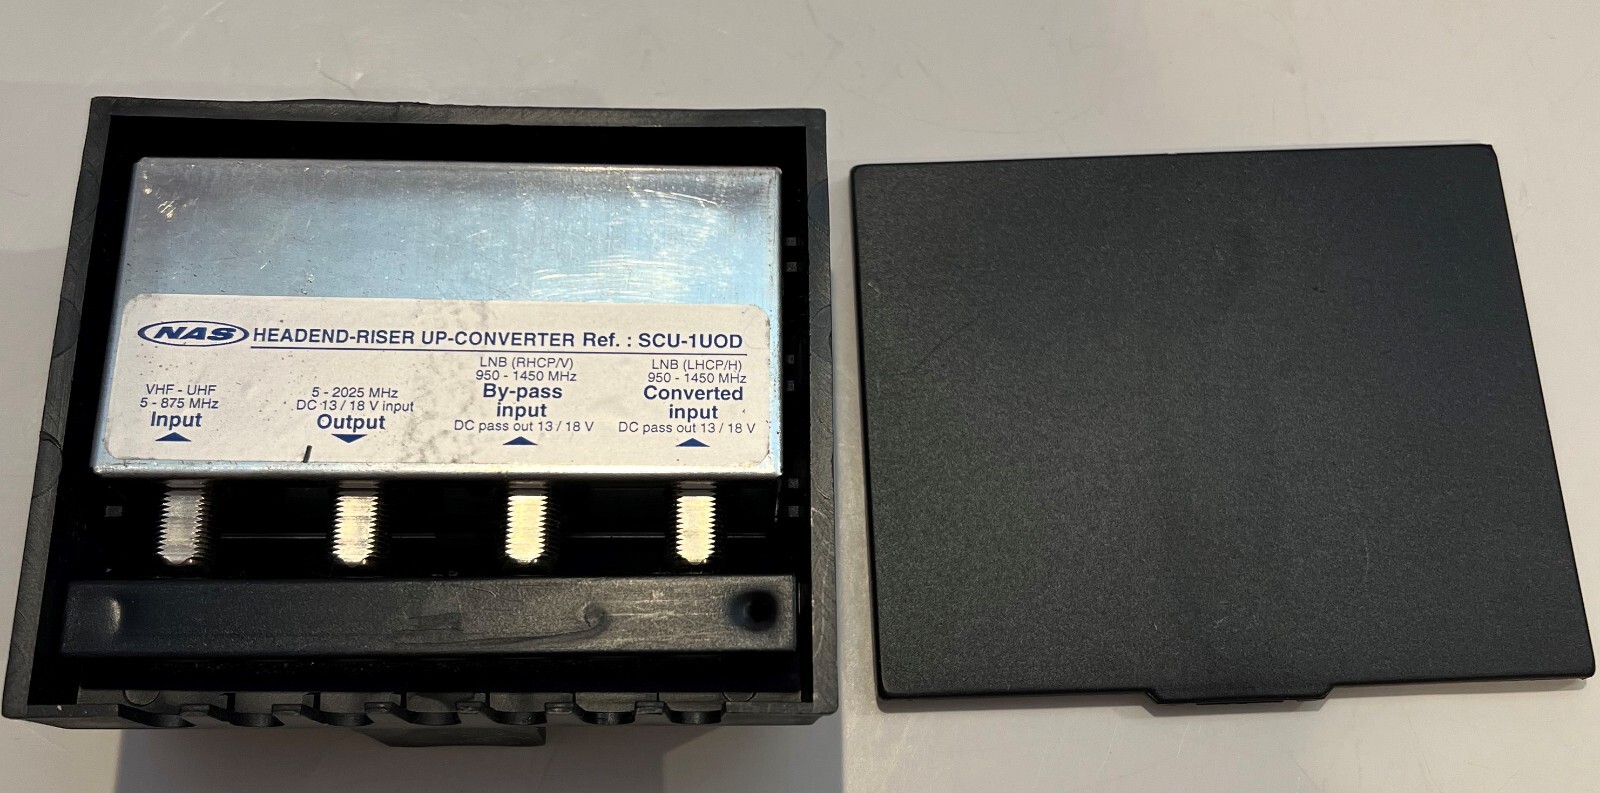 NAS HEADEND-RISER UP-CONVERTER Ref. : SCU-1UOD
VHF - UHF
5 - 875 MHz
Input
5 - 2025 MHz
DC 13 / 18 V input
Output
LNB (RHCP/V)
950 - 1450 MHz
By-pass
input
DC pass out 13 / 18 V
LNB (LHCP/H)
950 - 1450 MHz
Converted
input
DC pass out 13 / 18 V